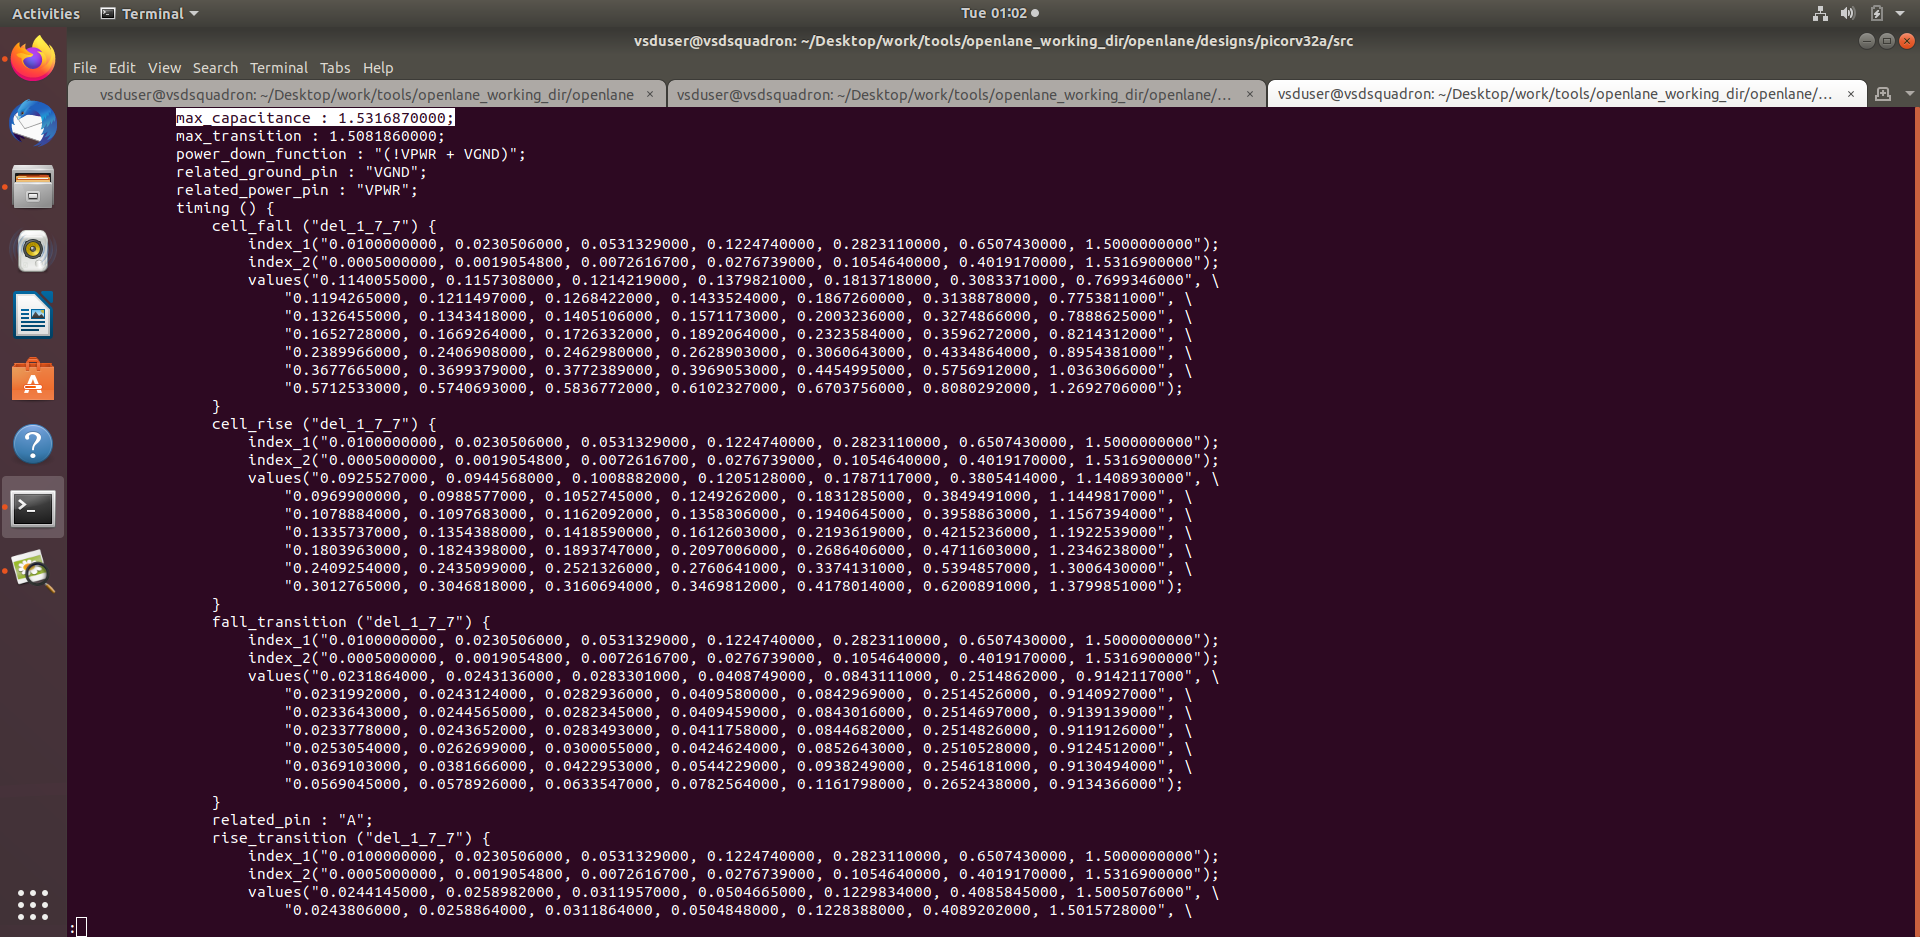 Activities
Terminal
Tue 01:02
vsduser@vsdsquadron: ~/Desktop/work/tools/openlane_working_dir/openlane/designs/picorv32a/src
File Edit View Search Terminal Tabs Help
vsduser@vsdsquadron: ~/Desktop/work/tools/openlane_working_dir/openlane ×
vsduser@vsdsquadron: ~/Desktop/work/tools/openlane_working_dir/openlane/... ×
vsduser@vsdsquadron: ~/Desktop/work/tools/openlane_working_dir/openlane/... ×
max_capacitance : 1.5316870000;
max_transition : 1.5081860000;
power_down_function : "(!VPWR + VGND)";
related_ground_pin : "VGND";
related_power_pin : "VPWR";
timing () {
cell_fall ("del_1_7_7") {
index_1("0.0100000000, 0.0230506000, 0.0531329000, 0.1224740000, 0.2823110000, 0.6507430000, 1.5000000000");
index_2("0.0005000000, 0.0019054800, 0.0072616700, 0.0276739000, 0.1054640000, 0.4019170000, 1.5316900000");
values("0.1140055000, 0.1157308000, 0.1214219000, 0.1379821000, 0.1813718000, 0.3083371000, 0.7699346000", \
"0.1194265000, 0.1211497000, 0.1268422000, 0.1433524000, 0.1867260000, 0.3138878000, 0.7753811000", \
"0.1326455000, 0.1343418000, 0.1405106000, 0.1571173000, 0.2003236000, 0.3274866000, 0.7888625000", \
"0.1652728000, 0.1669264000, 0.1726332000, 0.1892064000, 0.2323584000, 0.3596272000, 0.8214312000", \
"0.2389966000, 0.2406908000, 0.2462980000, 0.2628903000, 0.3060643000, 0.4334864000, 0.8954381000", \
"0.3677665000, 0.3699379000, 0.3772389000, 0.3969053000, 0.4454995000, 0.5756912000, 1.0363066000", \
"0.5712533000, 0.5740693000, 0.5836772000, 0.6102327000, 0.6703756000, 0.8080292000, 1.2692706000");
}
cell_rise ("del_1_7_7") {
index_1("0.0100000000, 0.0230506000, 0.0531329000, 0.1224740000, 0.2823110000, 0.6507430000, 1.5000000000");
index_2("0.0005000000, 0.0019054800, 0.0072616700, 0.0276739000, 0.1054640000, 0.4019170000, 1.5316900000");
values("0.0925527000, 0.0944568000, 0.1008882000, 0.1205128000, 0.1787117000, 0.3805414000, 1.1408930000", \
"0.0969900000, 0.0988577000, 0.1052745000, 0.1249262000, 0.1831285000, 0.3849491000, 1.1449817000", \
"0.1078884000, 0.1097683000, 0.1162092000, 0.1358306000, 0.1940645000, 0.3958863000, 1.1567394000", \
"0.1335737000, 0.1354388000, 0.1418590000, 0.1612603000, 0.2193619000, 0.4215236000, 1.1922539000", \
"0.1803963000, 0.1824398000, 0.1893747000, 0.2097006000, 0.2686406000, 0.4711603000, 1.2346238000", \
"0.2409254000, 0.2435099000, 0.2521326000, 0.2760641000, 0.3374131000, 0.5394857000, 1.3006430000", \
"0.3012765000, 0.3046818000, 0.3160694000, 0.3469812000, 0.4178014000, 0.6200891000, 1.3799851000");
}
fall_transition ("del_1_7_7") {
index_1("0.0100000000, 0.0230506000, 0.0531329000, 0.1224740000, 0.2823110000, 0.6507430000, 1.5000000000");
index_2("0.0005000000, 0.0019054800, 0.0072616700, 0.0276739000, 0.1054640000, 0.4019170000, 1.5316900000");
values("0.0231864000, 0.0243136000, 0.0283301000, 0.0408749000, 0.0843111000, 0.2514862000, 0.9142117000", \
"0.0231992000, 0.0243124000, 0.0282936000, 0.0409580000, 0.0842969000, 0.2514526000, 0.9140927000", \
"0.0233643000, 0.0244565000, 0.0282345000, 0.0409459000, 0.0843016000, 0.2514697000, 0.9139139000", \
"0.0233778000, 0.0243652000, 0.0283493000, 0.0411758000, 0.0844682000, 0.2514826000, 0.9119126000", \
"0.0253054000, 0.0262699000, 0.0300055000, 0.0424624000, 0.0852643000, 0.2510528000, 0.9124512000", \
"0.0369103000, 0.0381666000, 0.0422953000, 0.0544229000, 0.0938249000, 0.2546181000, 0.9130494000", \
"0.0569045000, 0.0578926000, 0.0633547000, 0.0782564000, 0.1161798000, 0.2652438000, 0.9134366000");
}
related_pin : "A";
rise_transition ("del_1_7_7") {
index_1("0.0100000000, 0.0230506000, 0.0531329000, 0.1224740000, 0.2823110000, 0.6507430000, 1.5000000000");
index_2("0.0005000000, 0.0019054800, 0.0072616700, 0.0276739000, 0.1054640000, 0.4019170000, 1.5316900000");
values("0.0244145000, 0.0258982000, 0.0311957000, 0.0504665000, 0.1229834000, 0.4085845000, 1.5005076000", \
"0.0243806000, 0.0258864000, 0.0311864000, 0.0504848000, 0.1228388000, 0.4089202000, 1.5015728000", \
: